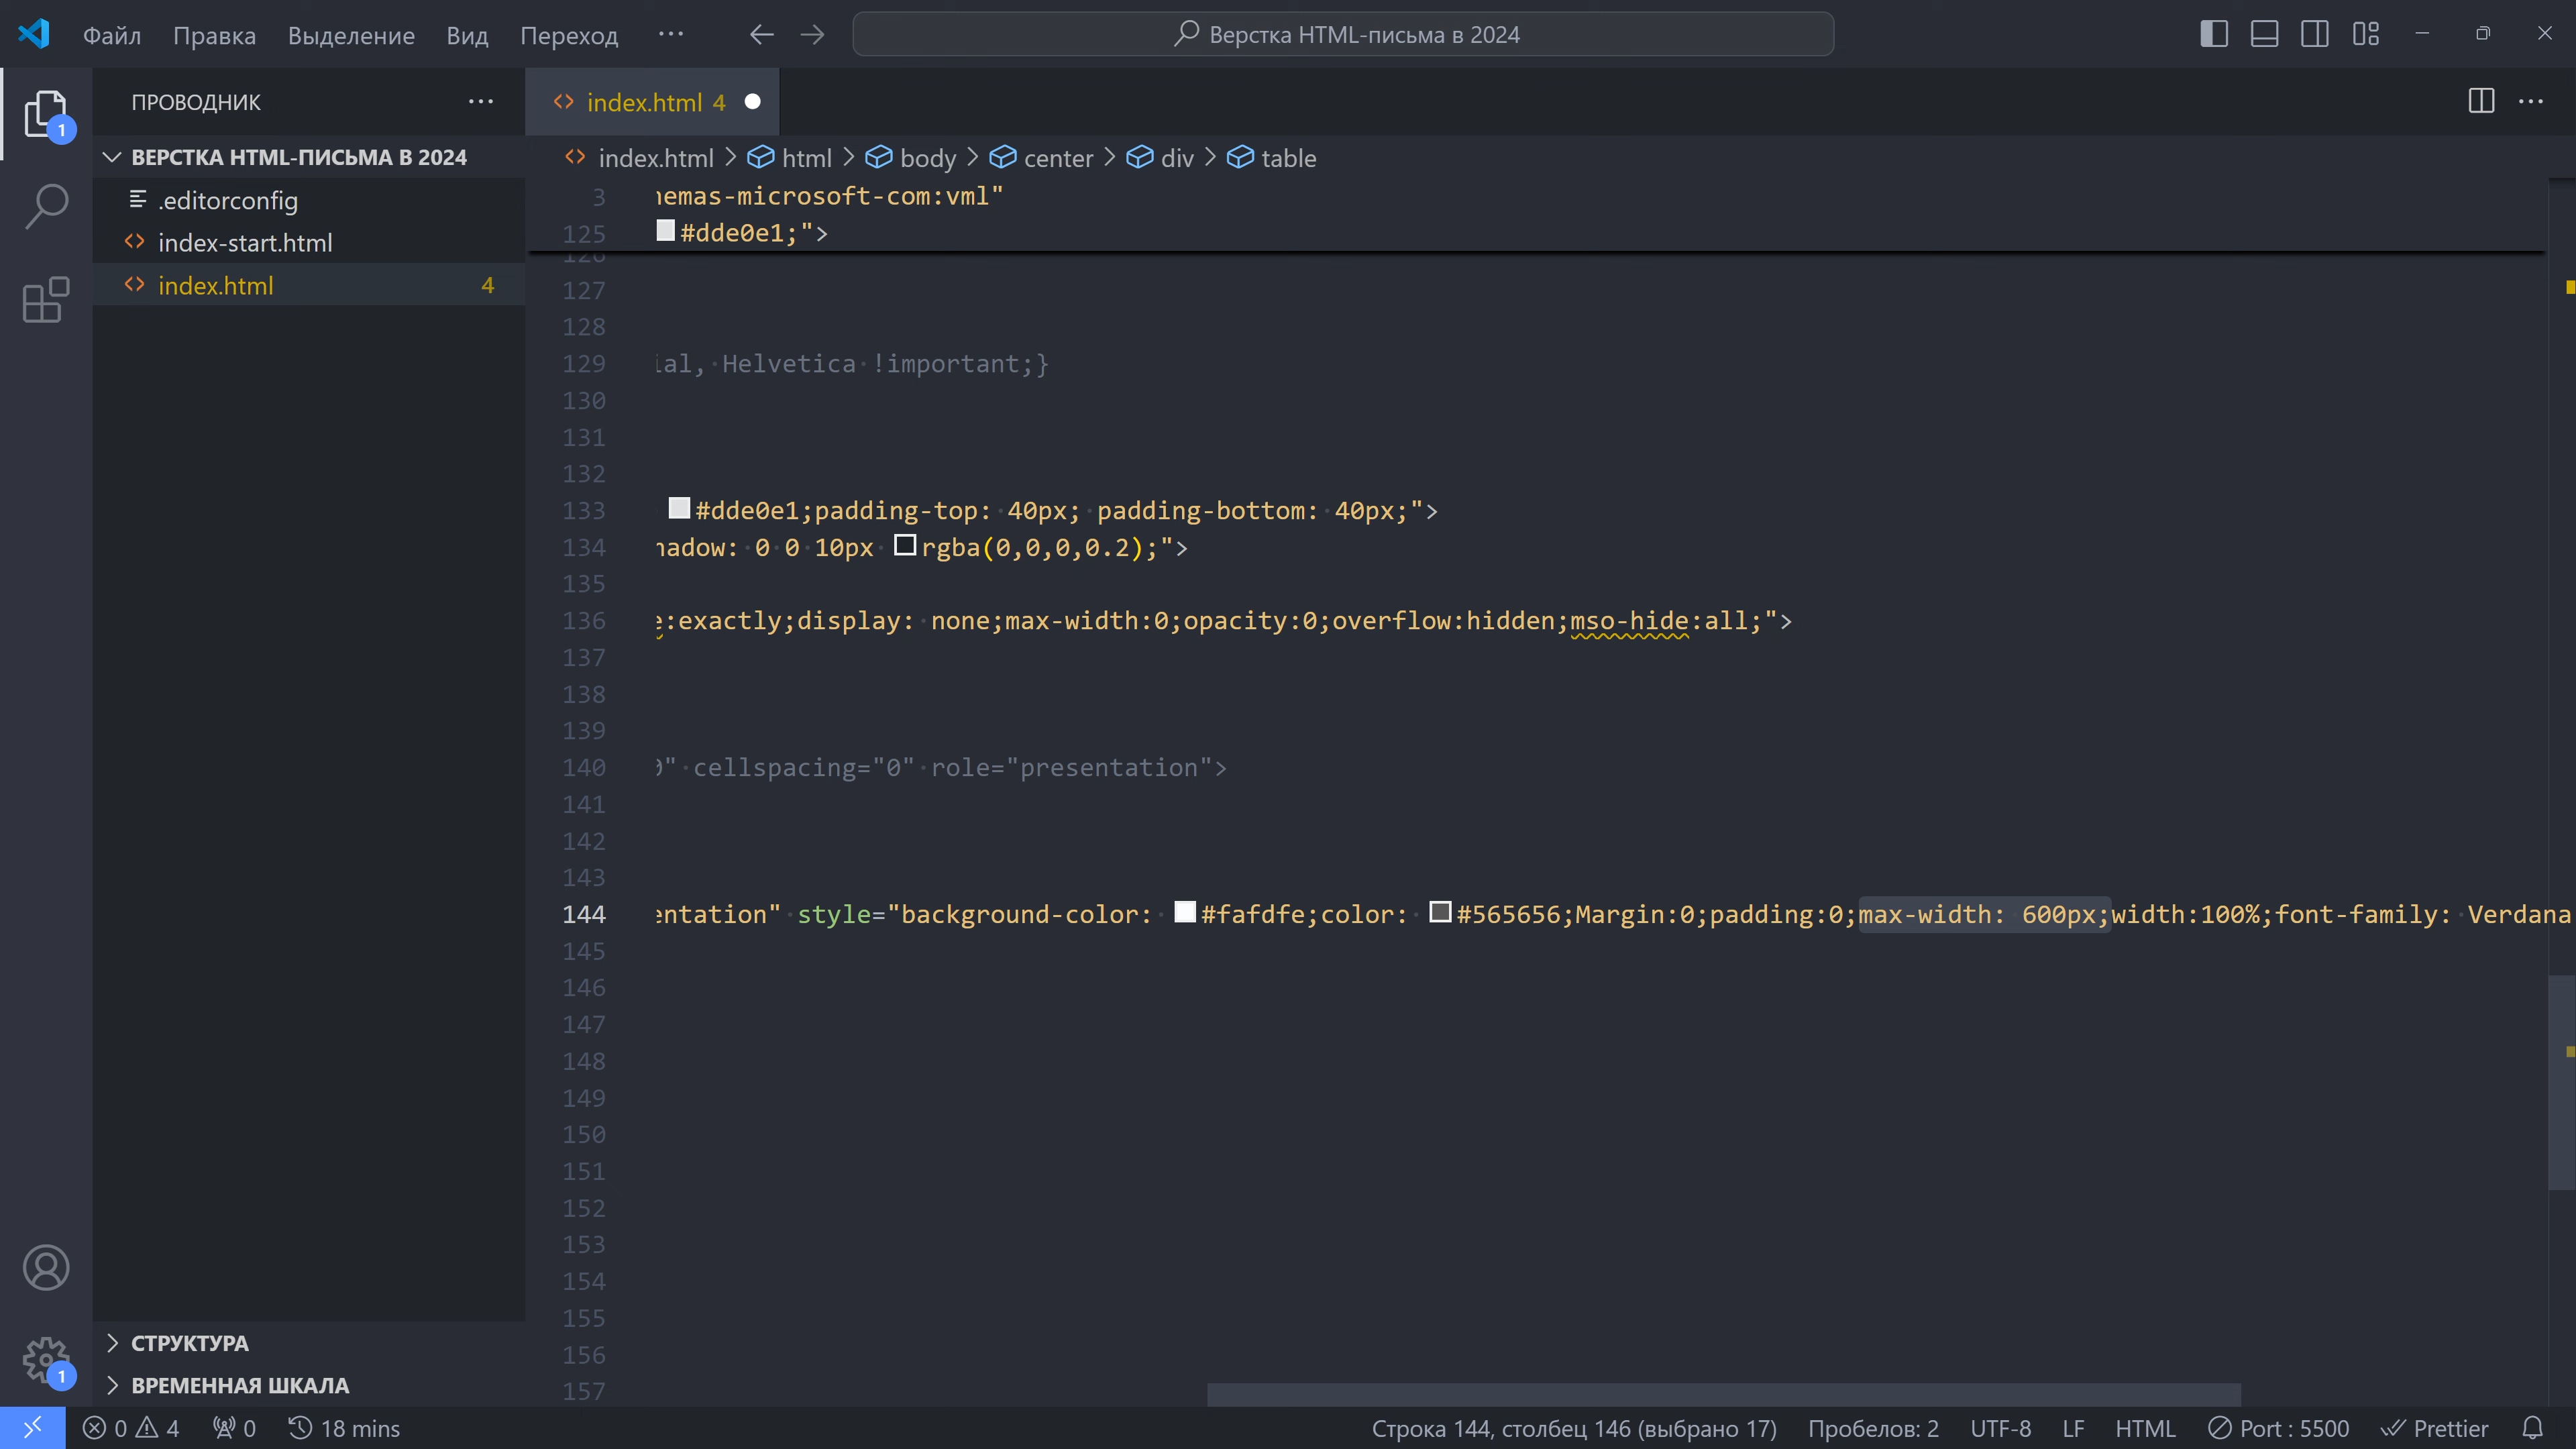 Файл Правка Выделение Вид Переход ··· Верстка HTML-письма в 2024
ПРОВОДНИК ···
index.html 4
ВЕРСТКА HTML-ПИСЬМА В 2024
.editorconfig
index-start.html
index.html 4
index.html > html > body > center > div > table
3 hemas-microsoft-com:vml"
125 #dde0e1;">
126
127
128
129 ial, Helvetica !important;}
130
131
132
133 #dde0e1;padding-top: 40px; padding-bottom: 40px;">
134 hadow: 0 0 10px rgba(0,0,0,0.2);">
135
136 e:exactly;display: none;max-width:0;opacity:0;overflow:hidden;mso-hide:all;">
137
138
139
140 0" cellspacing="0" role="presentation">
141
142
143
144 entation" style="background-color: #fafdfe;color: #565656;Margin:0;padding:0;max-width: 600px;width:100%;font-family: Verdana
145
146
147
148
149
150
151
152
153
154
155
156
157
1
1
СТРУКТУРА
ВРЕМЕННАЯ ШКАЛА
0 4 0 18 mins Строка 144, столбец 146 (выбрано 17) Пробелов: 2 UTF-8 LF HTML Port : 5500 Prettier